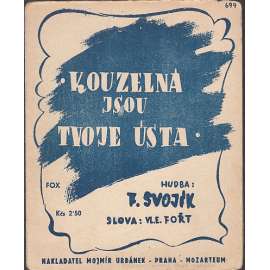 699
KOUZELNÁ
JSOU
TVOJE ÚSTA
FOX
Kčs 2'50
HUDBA:
T. SVOJÍK
SLOVA: VL.E. FOŘT
NAKLADATEL MOJMÍR URBÁNEK - PRAHA - MOZARTEUM